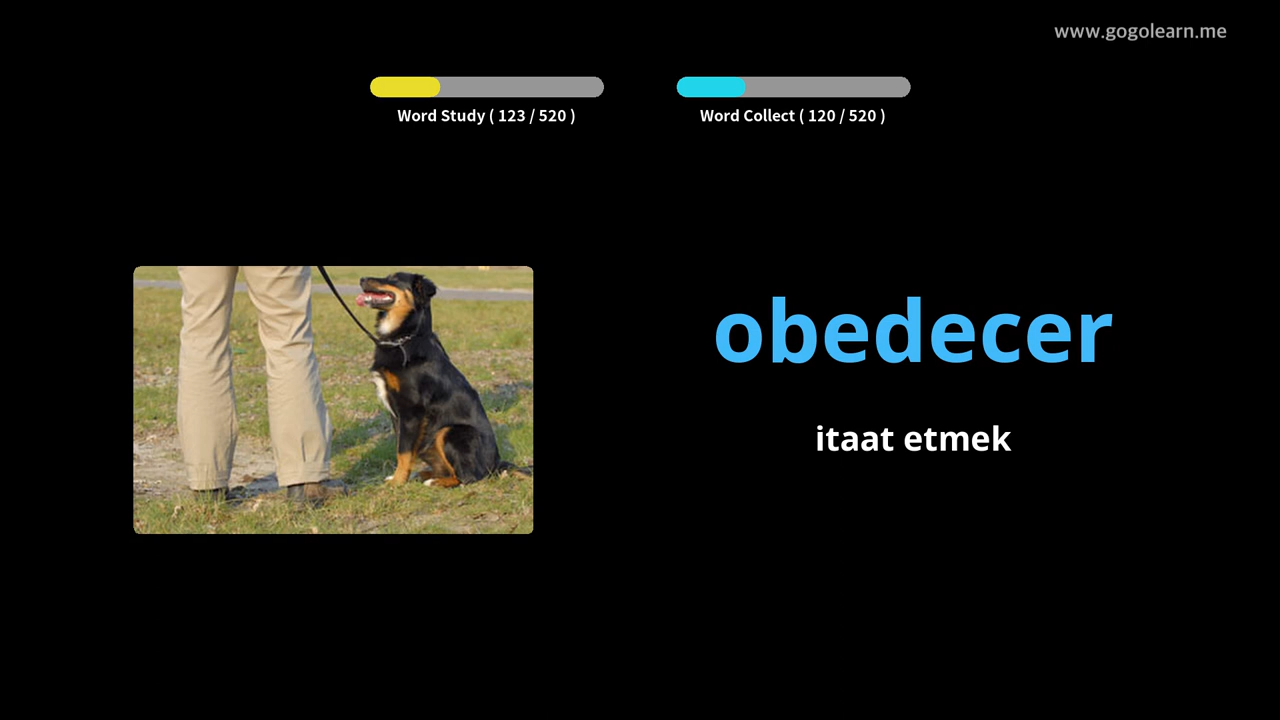 www.gogolearn.me
Word Study ( 123 / 520 )
Word Collect ( 120 / 520 )
obedecer
itaat etmek